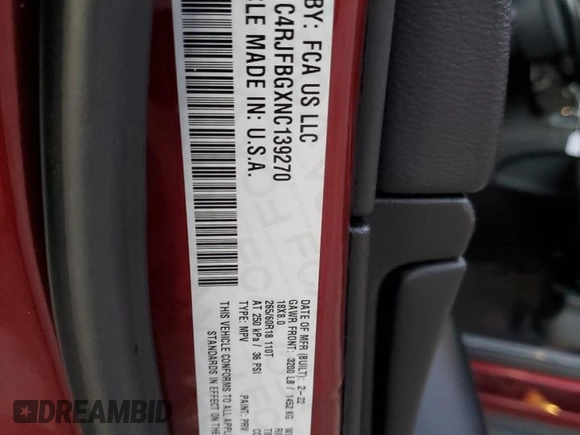 BY: FCA US LLC
C4RJFBGXNC139270
CLE MADE IN: U.S.A.
DATE OF MFR (BUILT): 2-22
GAWR FRONT: 3200 LB / 1452 KG
18X8.0
265/60R18 110T
AT 250 kPa / 36 PSI
TYPE: MPV
PAINT: PRV
THIS VEHICLE CONFORMS TO ALL APPL
STANDARDS IN EFFECT ON THE
DREAMBID